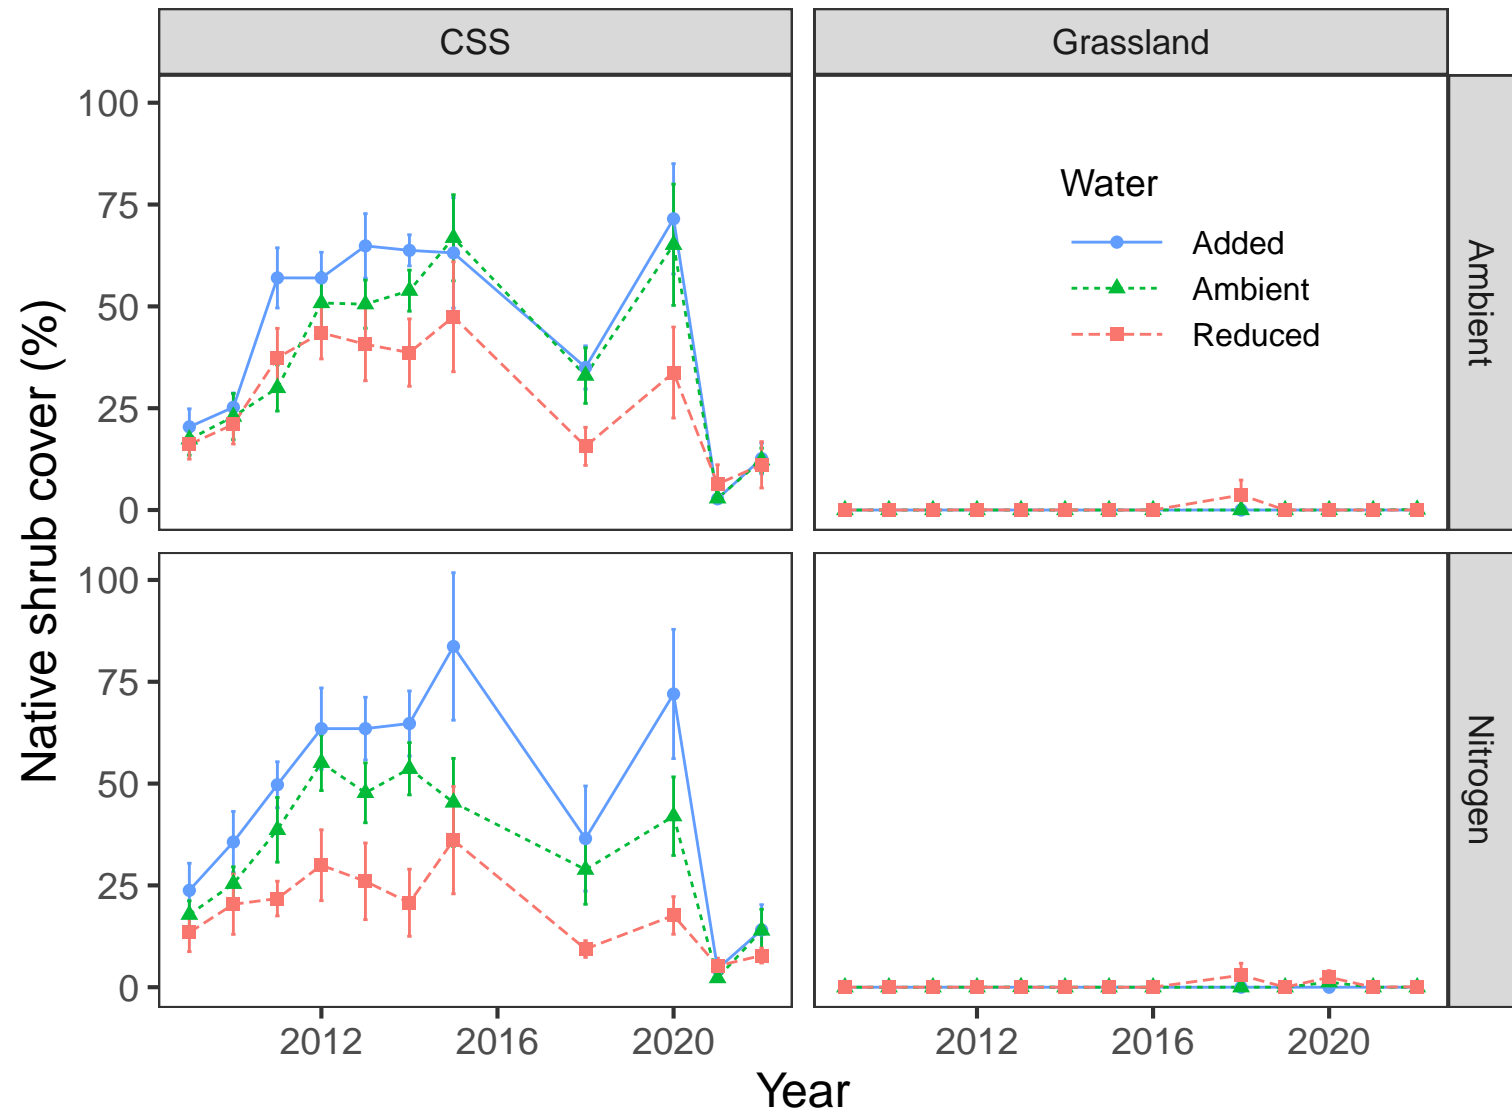 CSS
Grassland
Native shrub cover (%)
100
75
50
25
0
Water
Added
Ambient
Reduced
Ambient
100
75
50
25
0
Nitrogen
2012
2016
2020
2012
2016
2020
Year